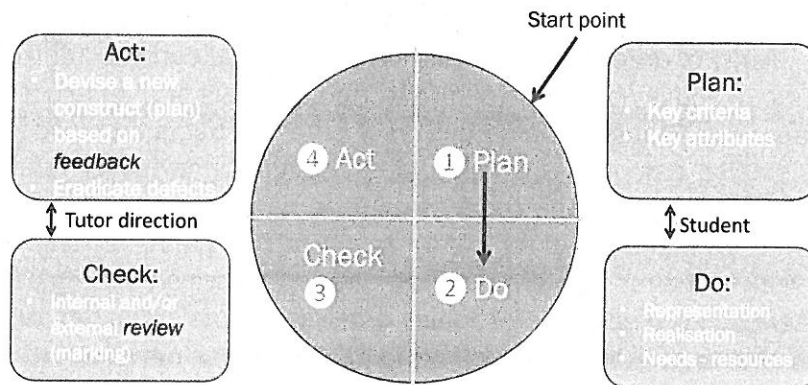 Start point
Act:
• Devise a new
construct (plan)
based on
feedback
• Eradicate defects
Tutor direction
Check:
• Internal and/or
external review
(marking)
4 Act
1 Plan
Check
3
2 Do
Plan:
• Key criteria
• Key attributes
Student
Do:
• Representation
• Realisation
• Needs - resources